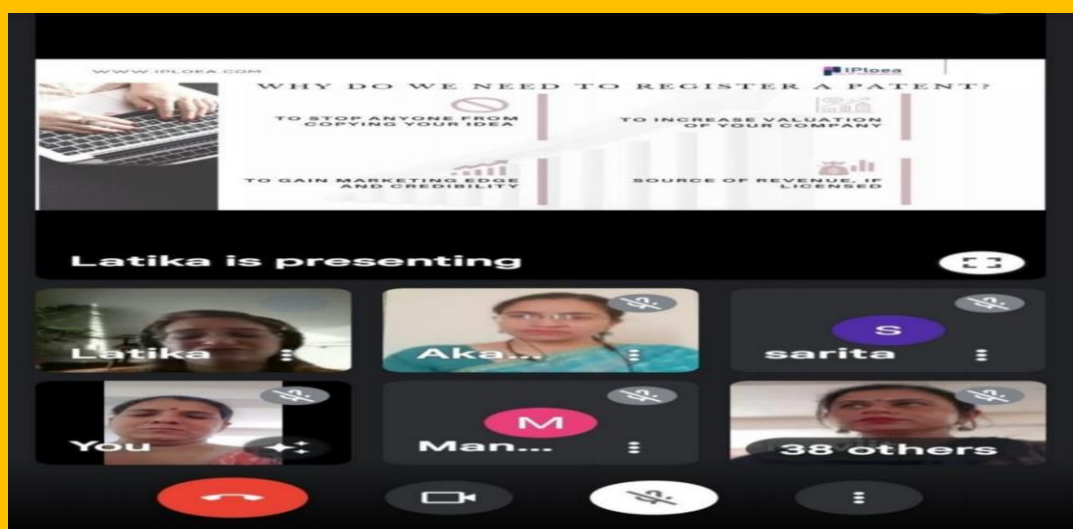 WWW.IPLOEA.COM
iPloea
WHY DO WE NEED TO REGISTER A PATENT?
TO STOP ANYONE FROM
COPYING YOUR IDEA
TO INCREASE VALUATION
OF YOUR COMPANY
TO GAIN MARKETING EDGE
AND CREDIBILITY
SOURCE OF REVENUE, IF
LICENSED
Latika is presenting
Latika
Aka...
s
sarita
You
M
Man...
38 others